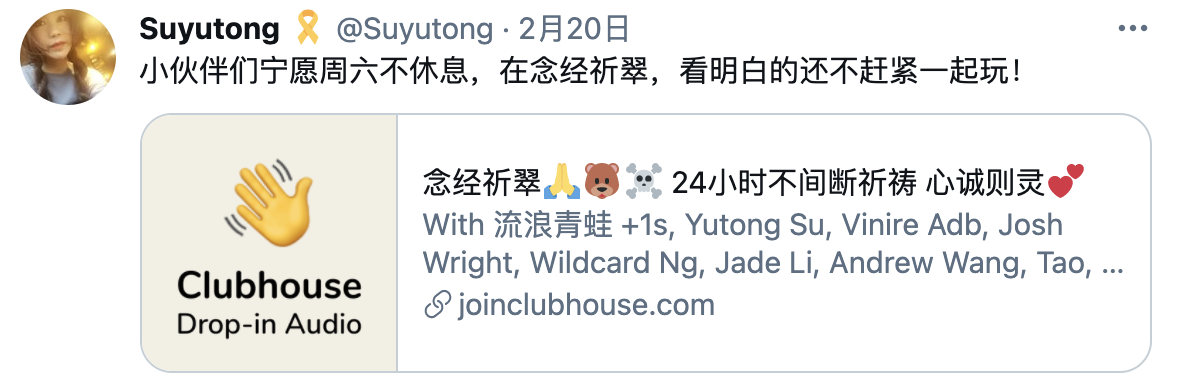 Suyutong 🎗 @Suyutong · 2月20日
小伙伴们宁愿周六不休息，在念经祈翠，看明白的还不赶紧一起玩！
Clubhouse
Drop-in Audio
念经祈翠🙏🐻☠️ 24小时不间断祈祷 心诚则灵💕
With 流浪青蛙 +1s, Yutong Su, Vinire Adb, Josh
Wright, Wildcard Ng, Jade Li, Andrew Wang, Tao, ...
joinclubhouse.com